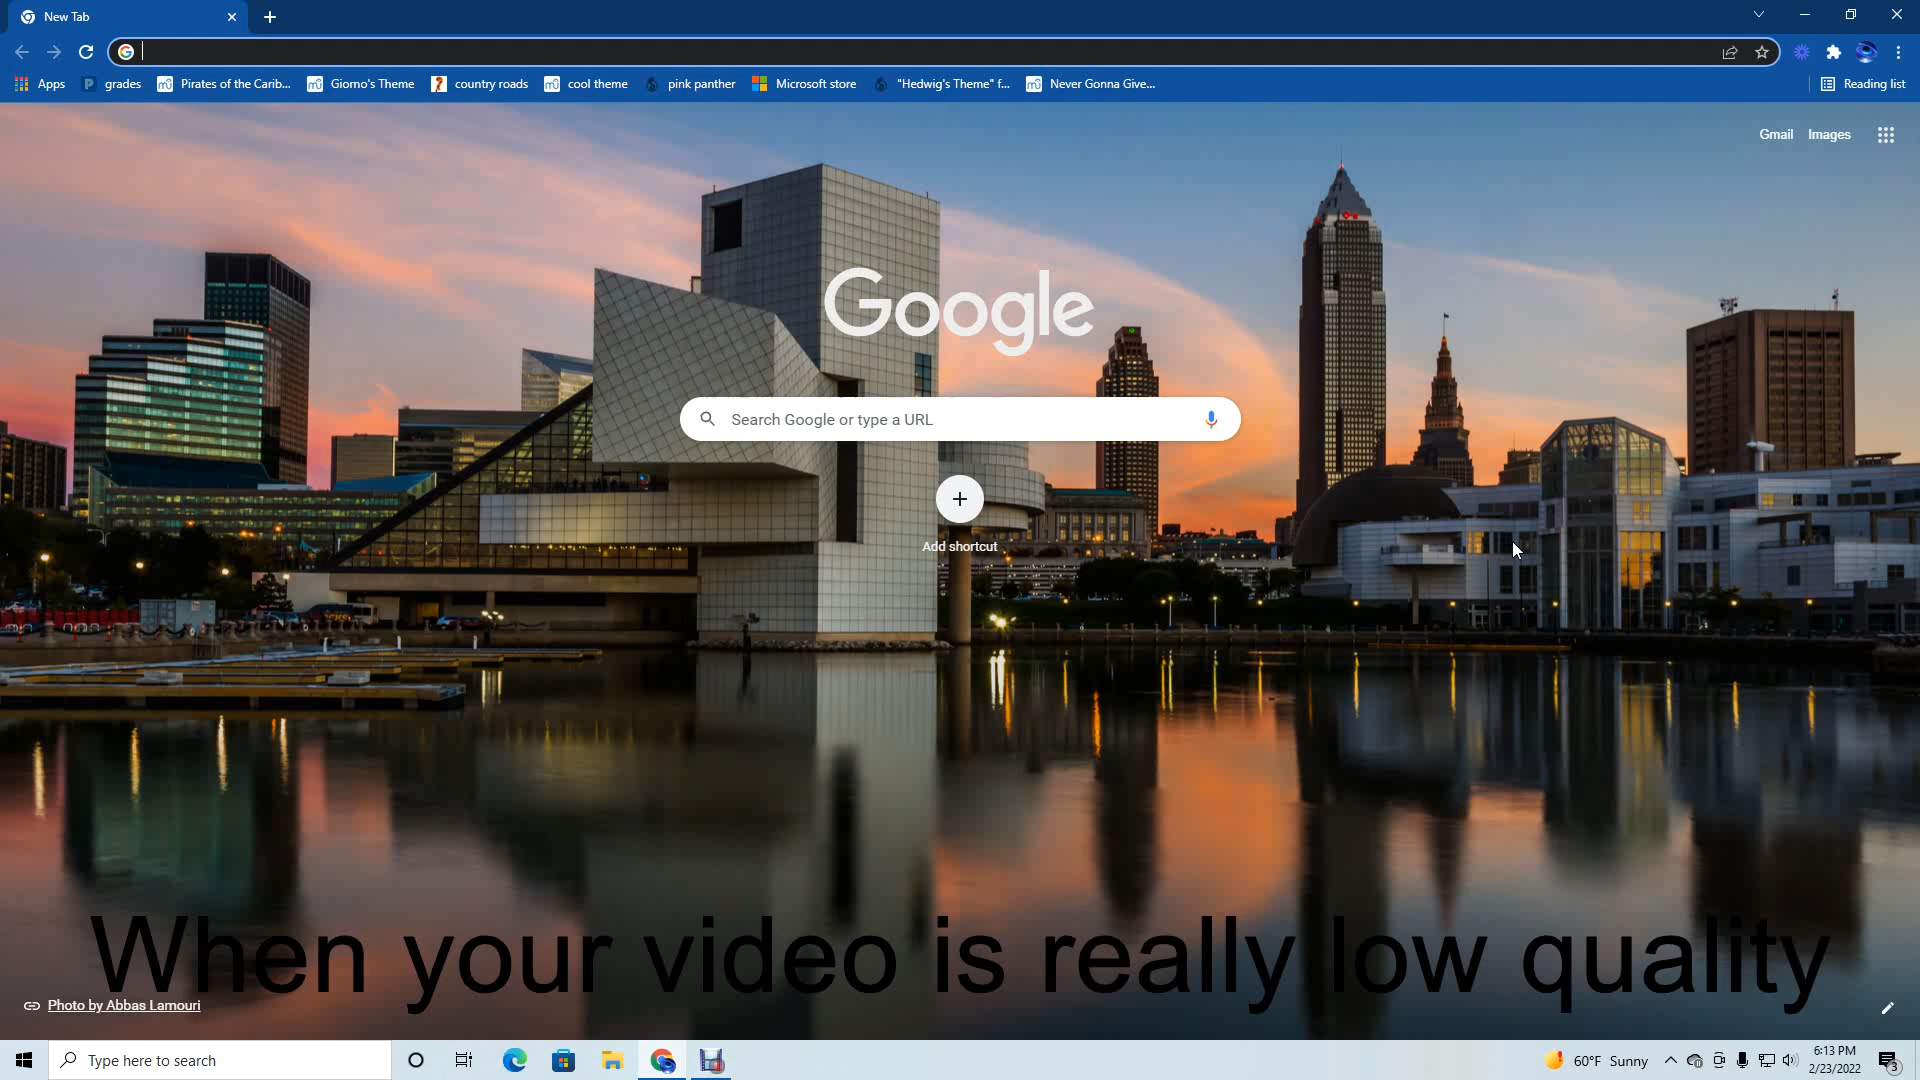 New Tab
Apps grades Pirates of the Carib... Giorno's Theme country roads cool theme pink panther Microsoft store "Hedwig's Theme" f... Never Gonna Give... Reading list
Gmail Images
Google
Search Google or type a URL
Add shortcut
When your video is really low quality
Photo by Abbas Lamouri
Type here to search
60°F Sunny
6:13 PM
2/23/2022
3